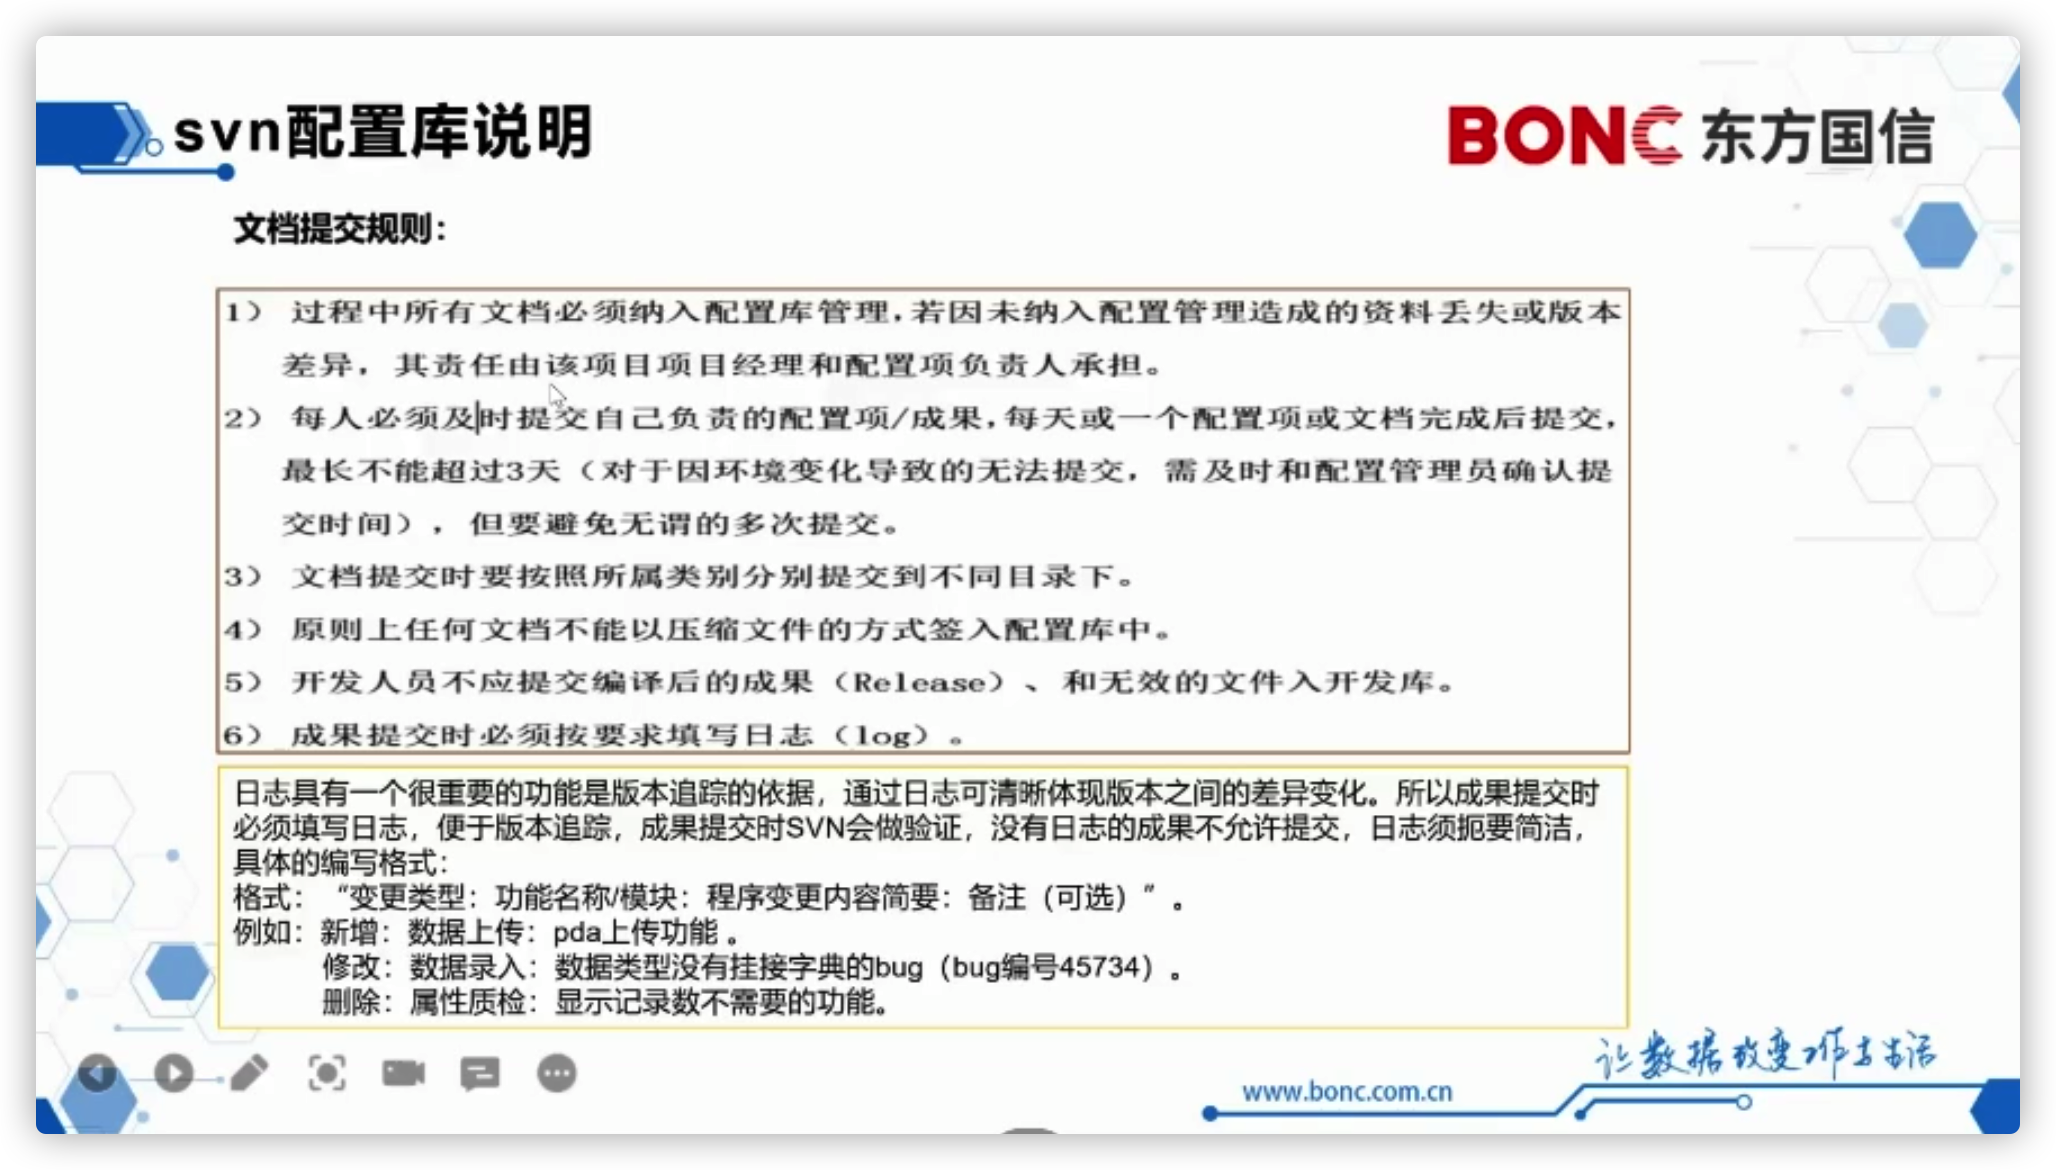 svn配置库说明
BONC 东方国信
文档提交规则：
1） 过程中所有文档必须纳入配置库管理，若因未纳入配置管理造成的资料丢失或版本
差异，其责任由该项目项目经理和配置项负责人承担。
2） 每人必须及时提交自己负责的配置项/成果，每天或一个配置项或文档完成后提交，
最长不能超过3天（对于因环境变化导致的无法提交，需及时和配置管理员确认提
交时间），但要避免无谓的多次提交。
3） 文档提交时要按照所属类别分别提交到不同目录下。
4） 原则上任何文档不能以压缩文件的方式签入配置库中。
5） 开发人员不应提交编译后的成果（Release）、和无效的文件入开发库。
6） 成果提交时必须按要求填写日志（log）。
日志具有一个很重要的功能是版本追踪的依据，通过日志可清晰体现版本之间的差异变化。所以成果提交时
必须填写日志，便于版本追踪，成果提交时SVN会做验证，没有日志的成果不允许提交，日志须扼要简洁，
具体的编写格式：
格式：“变更类型：功能名称/模块：程序变更内容简要：备注（可选）”。
例如：新增：数据上传：pda上传功能 。
修改：数据录入：数据类型没有挂接字典的bug（bug编号45734）。
删除：属性质检：显示记录数不需要的功能。
让数据改变工作与生活
www.bonc.com.cn